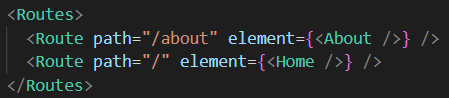 <Routes>
  <Route path="/about" element={<About />} />
  <Route path="/" element={<Home />} />
</Routes>